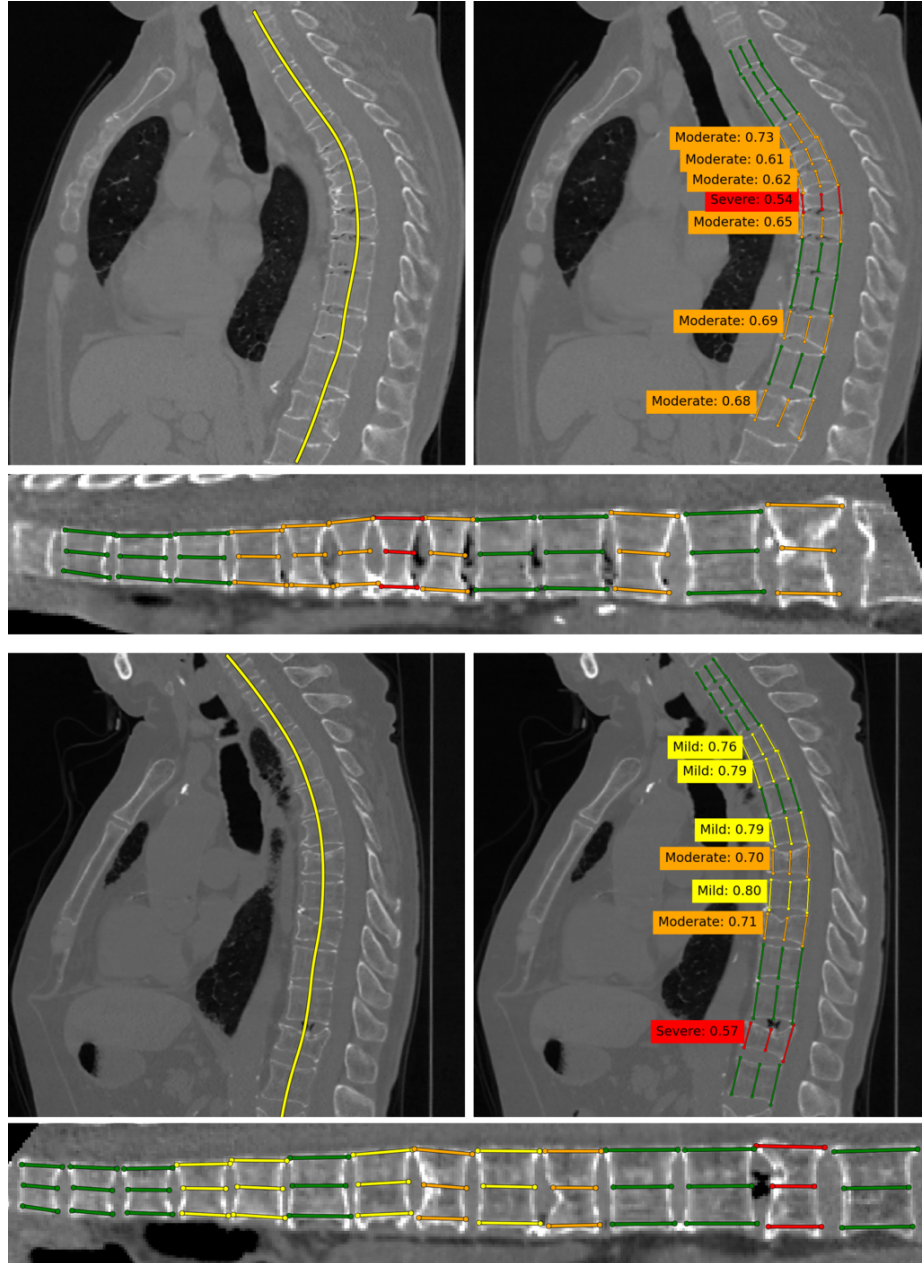 Moderate: 0.73
Moderate: 0.61
Moderate: 0.62
Severe: 0.54
Moderate: 0.65
Moderate: 0.69
Moderate: 0.68
Mild: 0.76
Mild: 0.79
Mild: 0.79
Moderate: 0.70
Mild: 0.80
Moderate: 0.71
Severe: 0.57